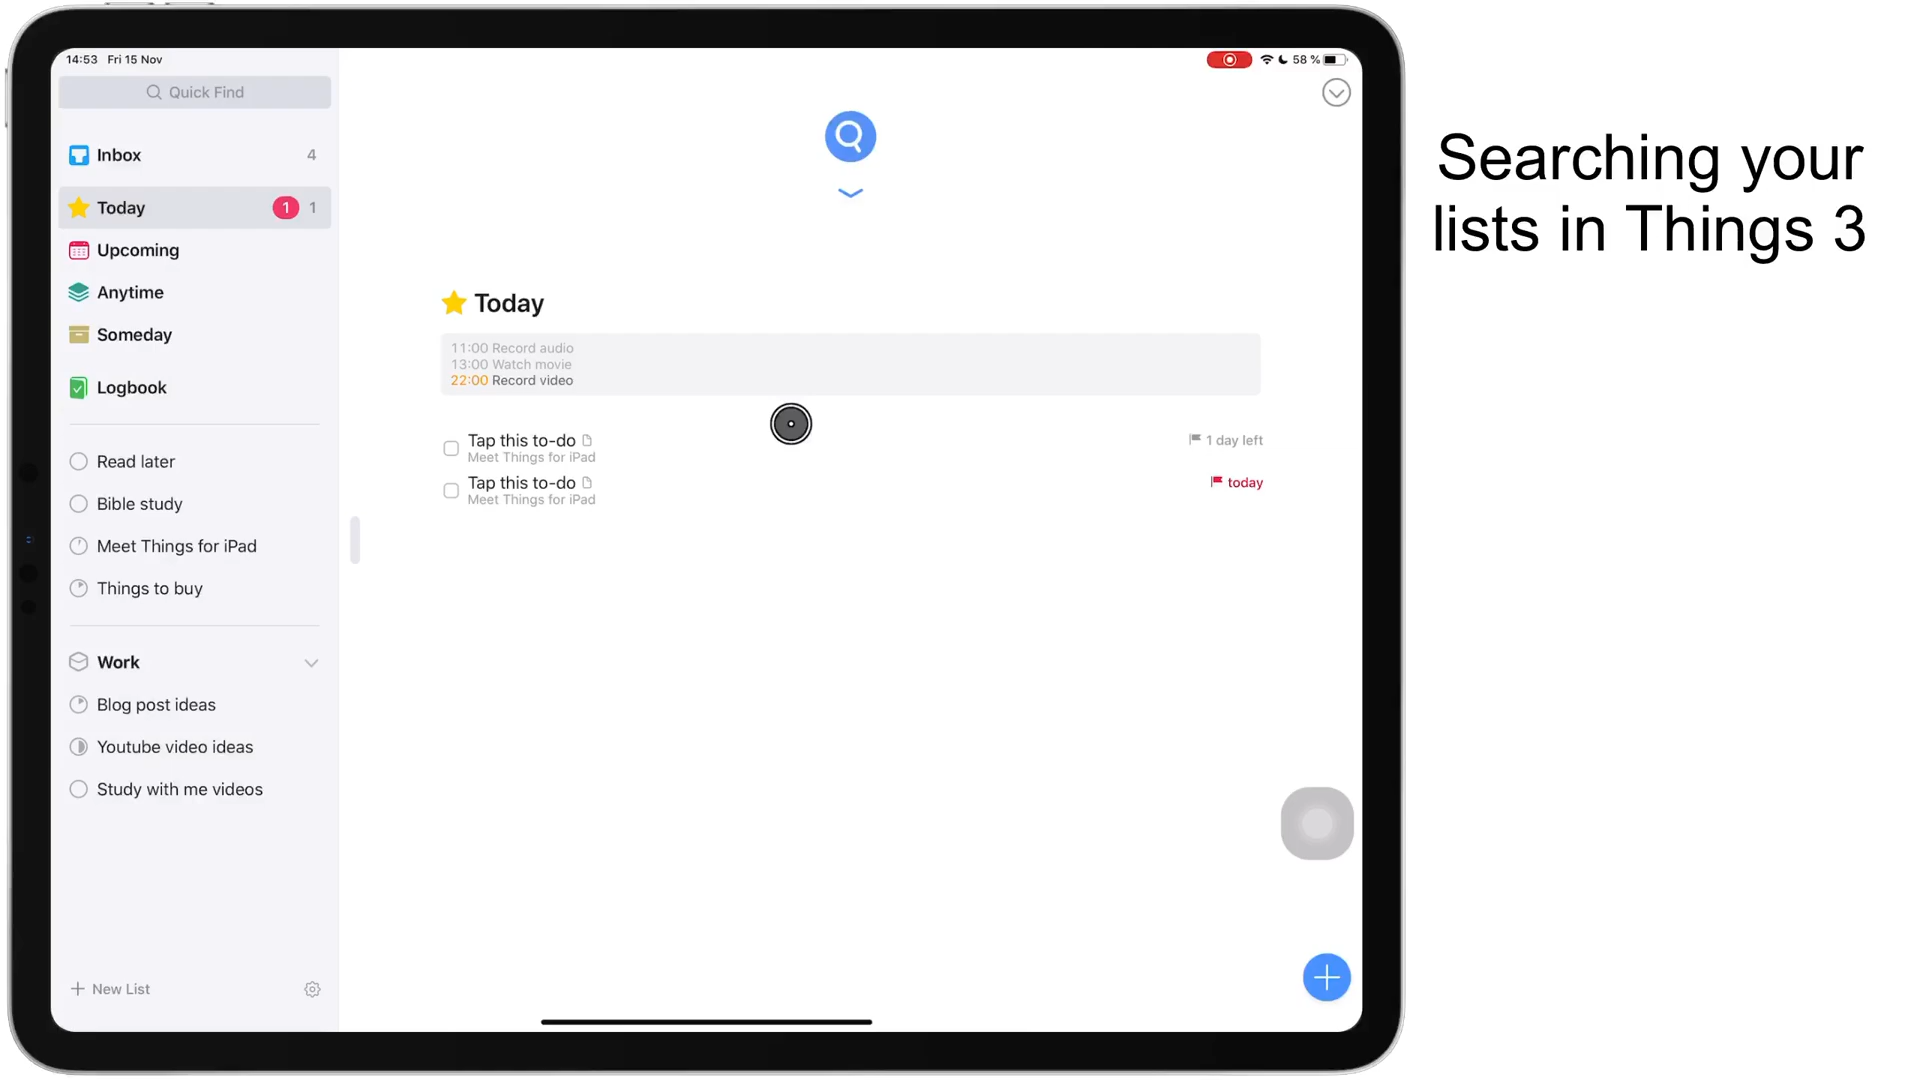 14:53 Fri 15 Nov
58 %
Quick Find
Inbox 4
Today 1 1
Upcoming
Anytime
Someday
Logbook
Read later
Bible study
Meet Things for iPad
Things to buy
Work
Blog post ideas
Youtube video ideas
Study with me videos
New List
Today
11:00 Record audio
13:00 Watch movie
22:00 Record video
Tap this to-do
1 day left
Meet Things for iPad
Tap this to-do
today
Meet Things for iPad
Searching your
lists in Things 3